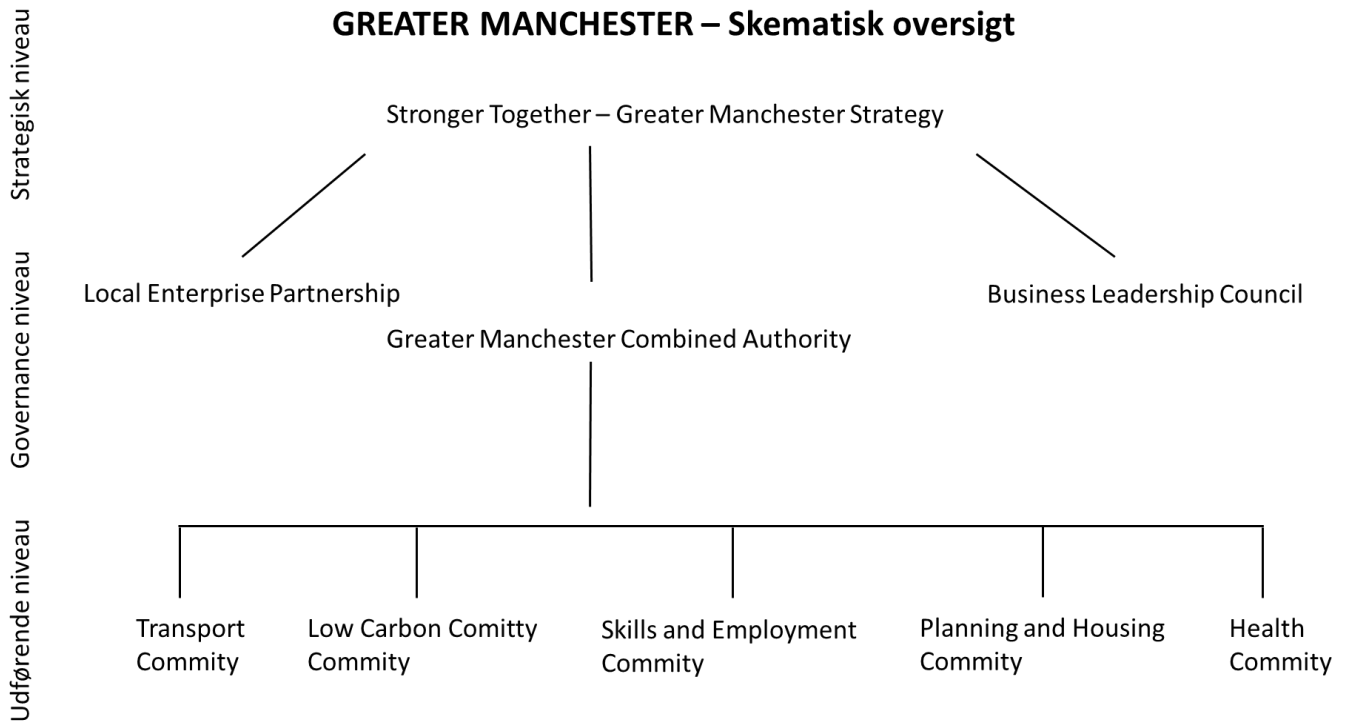 GREATER MANCHESTER – Skematisk oversigt
Strategisk niveau
Stronger Together – Greater Manchester Strategy
Governance niveau
Local Enterprise Partnership
Business Leadership Council
Greater Manchester Combined Authority
Udførende niveau
Transport
Commity
Low Carbon Comitty
Commity
Skills and Employment
Commity
Planning and Housing
Commity
Health
Commity